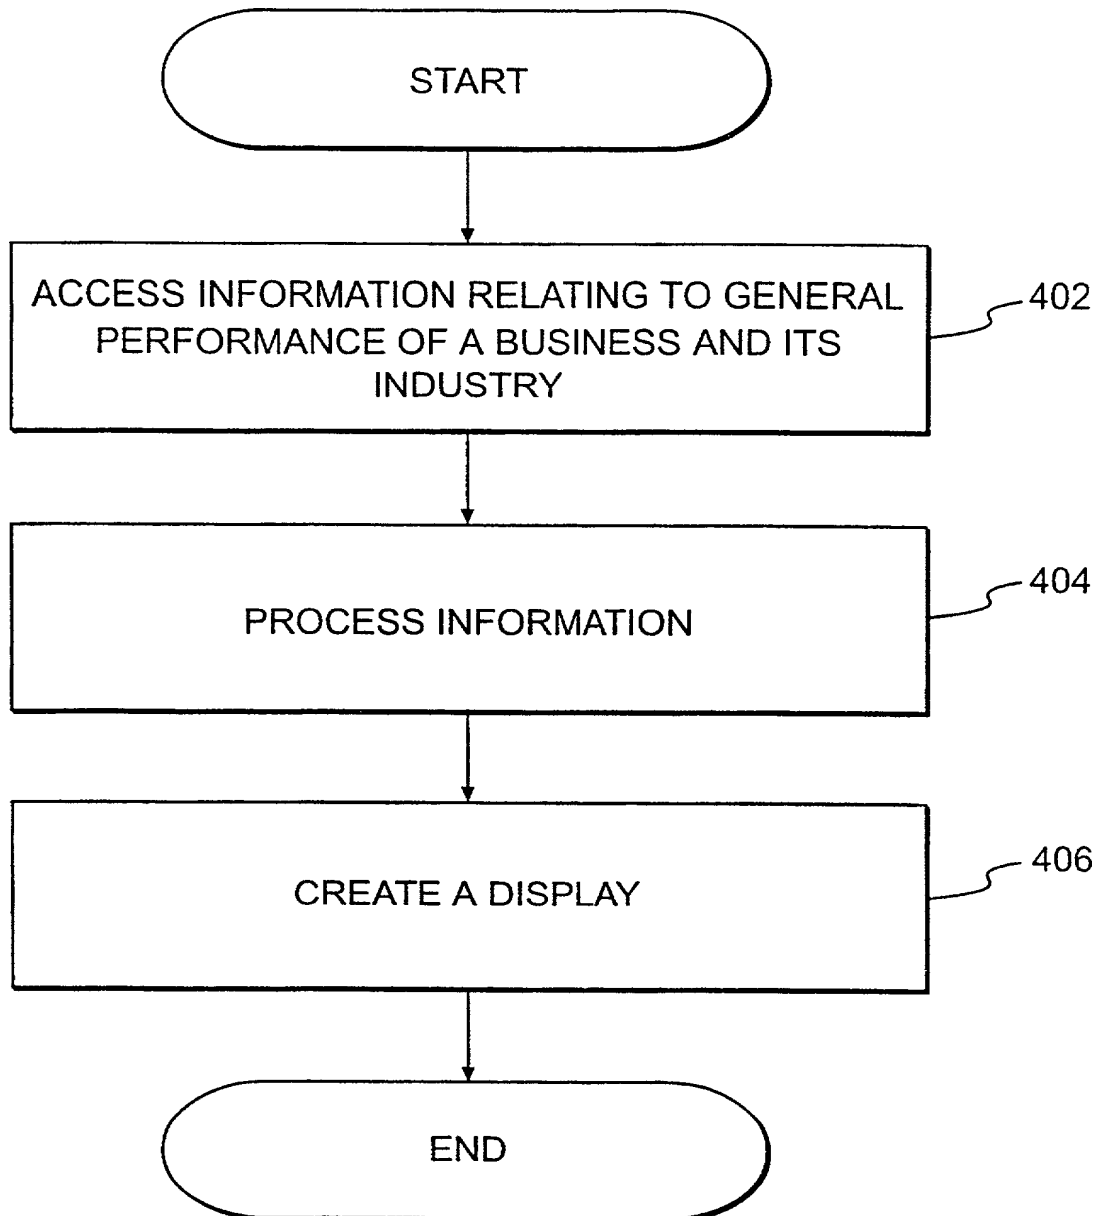 START
ACCESS INFORMATION RELATING TO GENERAL
PERFORMANCE OF A BUSINESS AND ITS
INDUSTRY
402
PROCESS INFORMATION
404
CREATE A DISPLAY
406
END